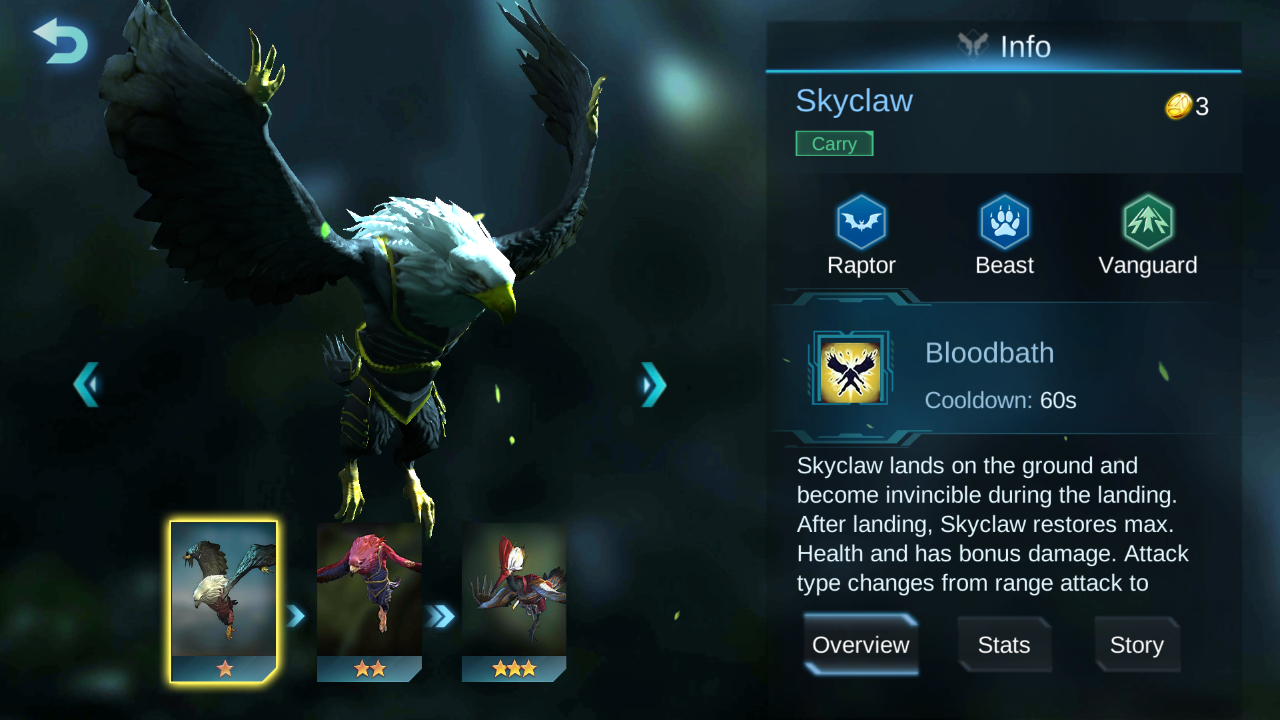 Info
Skyclaw
3
Carry
Raptor
Beast
Vanguard
Bloodbath
Cooldown: 60s
Skyclaw lands on the ground and
become invincible during the landing.
After landing, Skyclaw restores max.
Health and has bonus damage. Attack
type changes from range attack to
Overview
Stats
Story